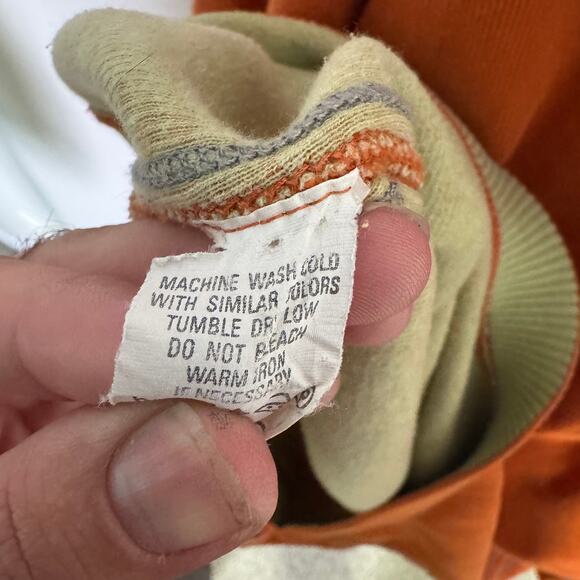 MACHINE WASH COLD
WITH SIMILAR COLORS
TUMBLE DRY LOW
DO NOT BLEACH
WARM IRON
IF NECESSARY